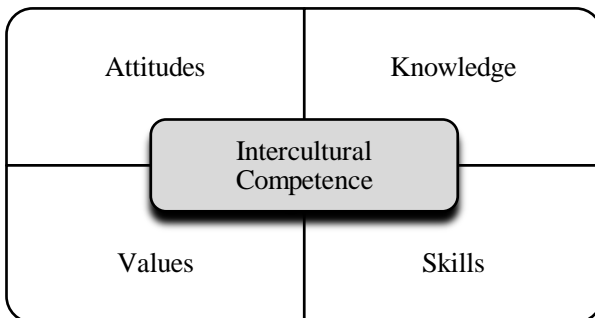 Attitudes
Knowledge
Intercultural
Competence
Values
Skills